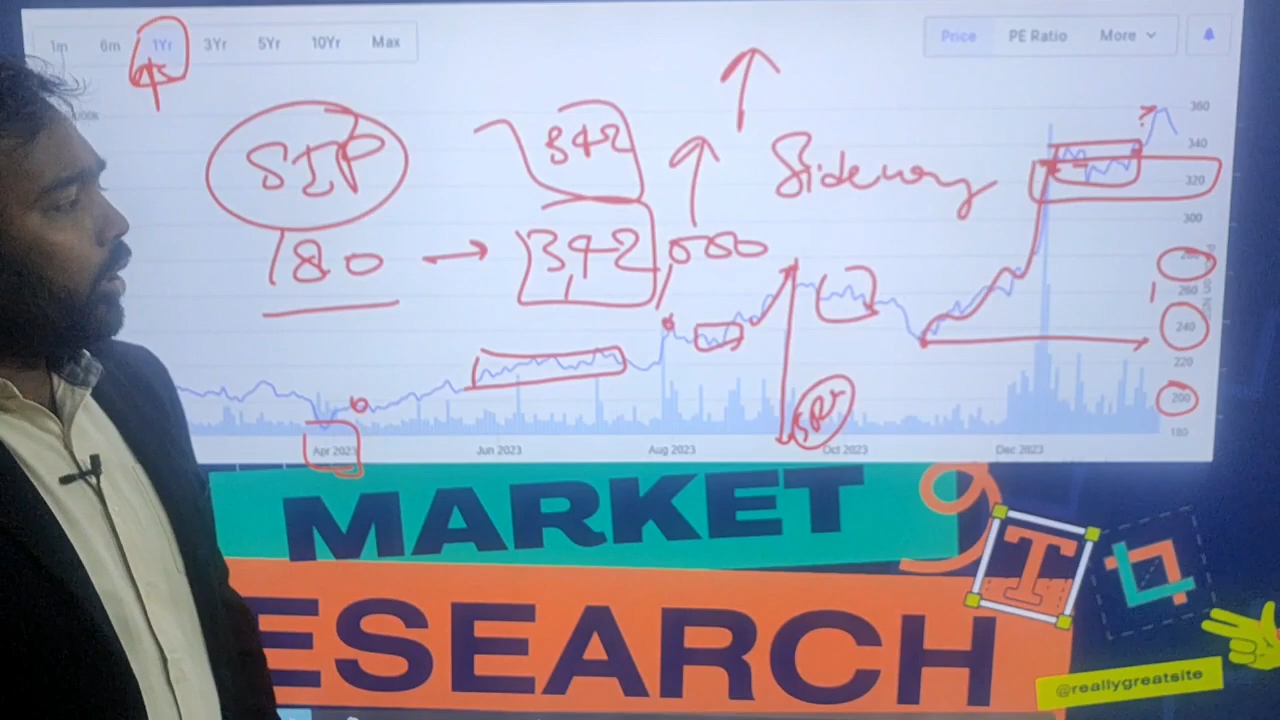 1m 6m 1Yr 3Yr 5Yr 10Yr Max
Price PE Ratio More
360
340
320
300
280
260
240
220
200
180
SIP
342
Sideway
180 → 342,000
Apr 2023 Jun 2023 Aug 2023 Oct 2023 Dec 2023
MARKET
ESEARCH
T
@reallygreatsite